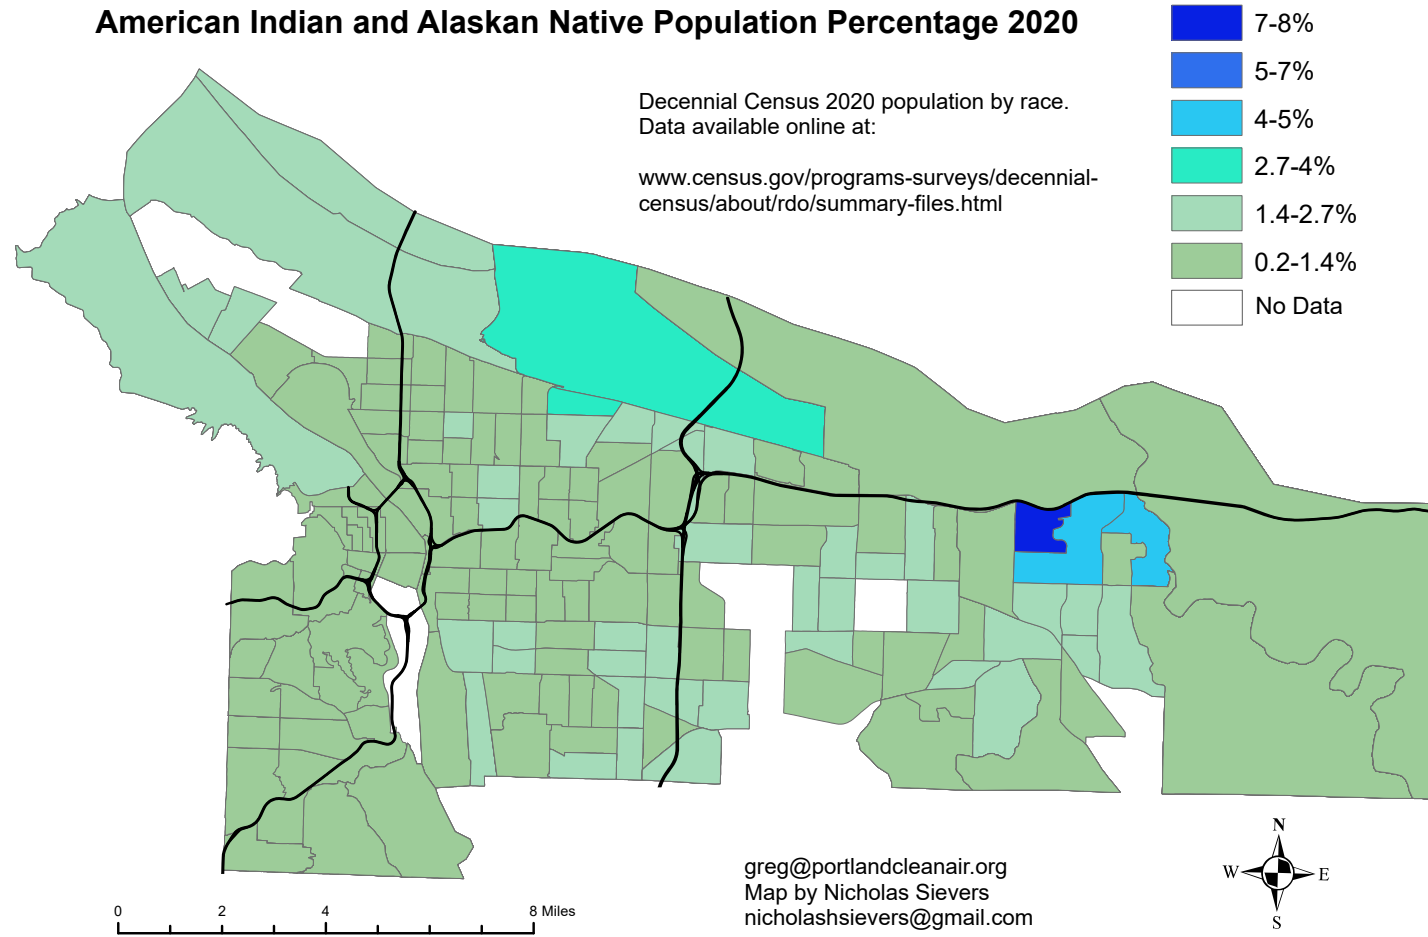 American Indian and Alaskan Native Population Percentage 2020
7-8%
5-7%
4-5%
2.7-4%
1.4-2.7%
0.2-1.4%
No Data
Decennial Census 2020 population by race.
Data available online at:
www.census.gov/programs-surveys/decennial-
census/about/rdo/summary-files.html
greg@portlandcleanair.org
Map by Nicholas Sievers
nicholashsievers@gmail.com
N
W E
S
0 2 4 8 Miles